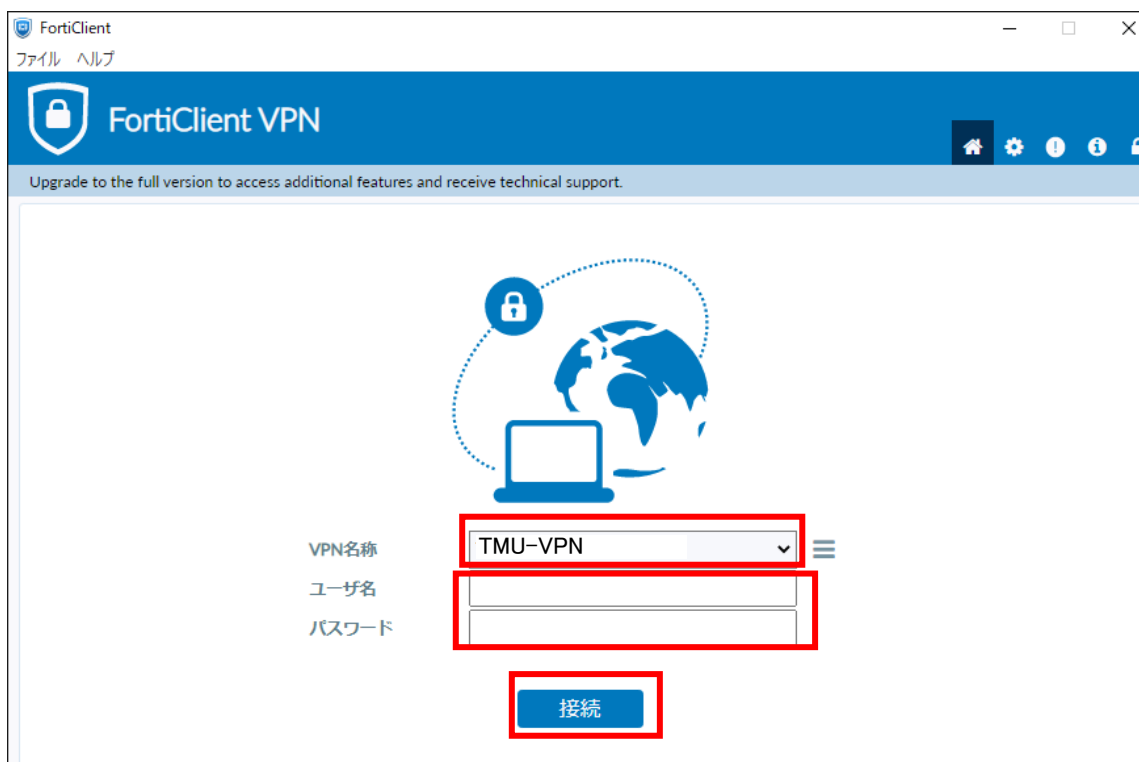 FortiClient
ファイル ヘルプ
FortiClient VPN
Upgrade to the full version to access additional features and receive technical support.
VPN名称 TMU-VPN
ユーザ名
パスワード
接続